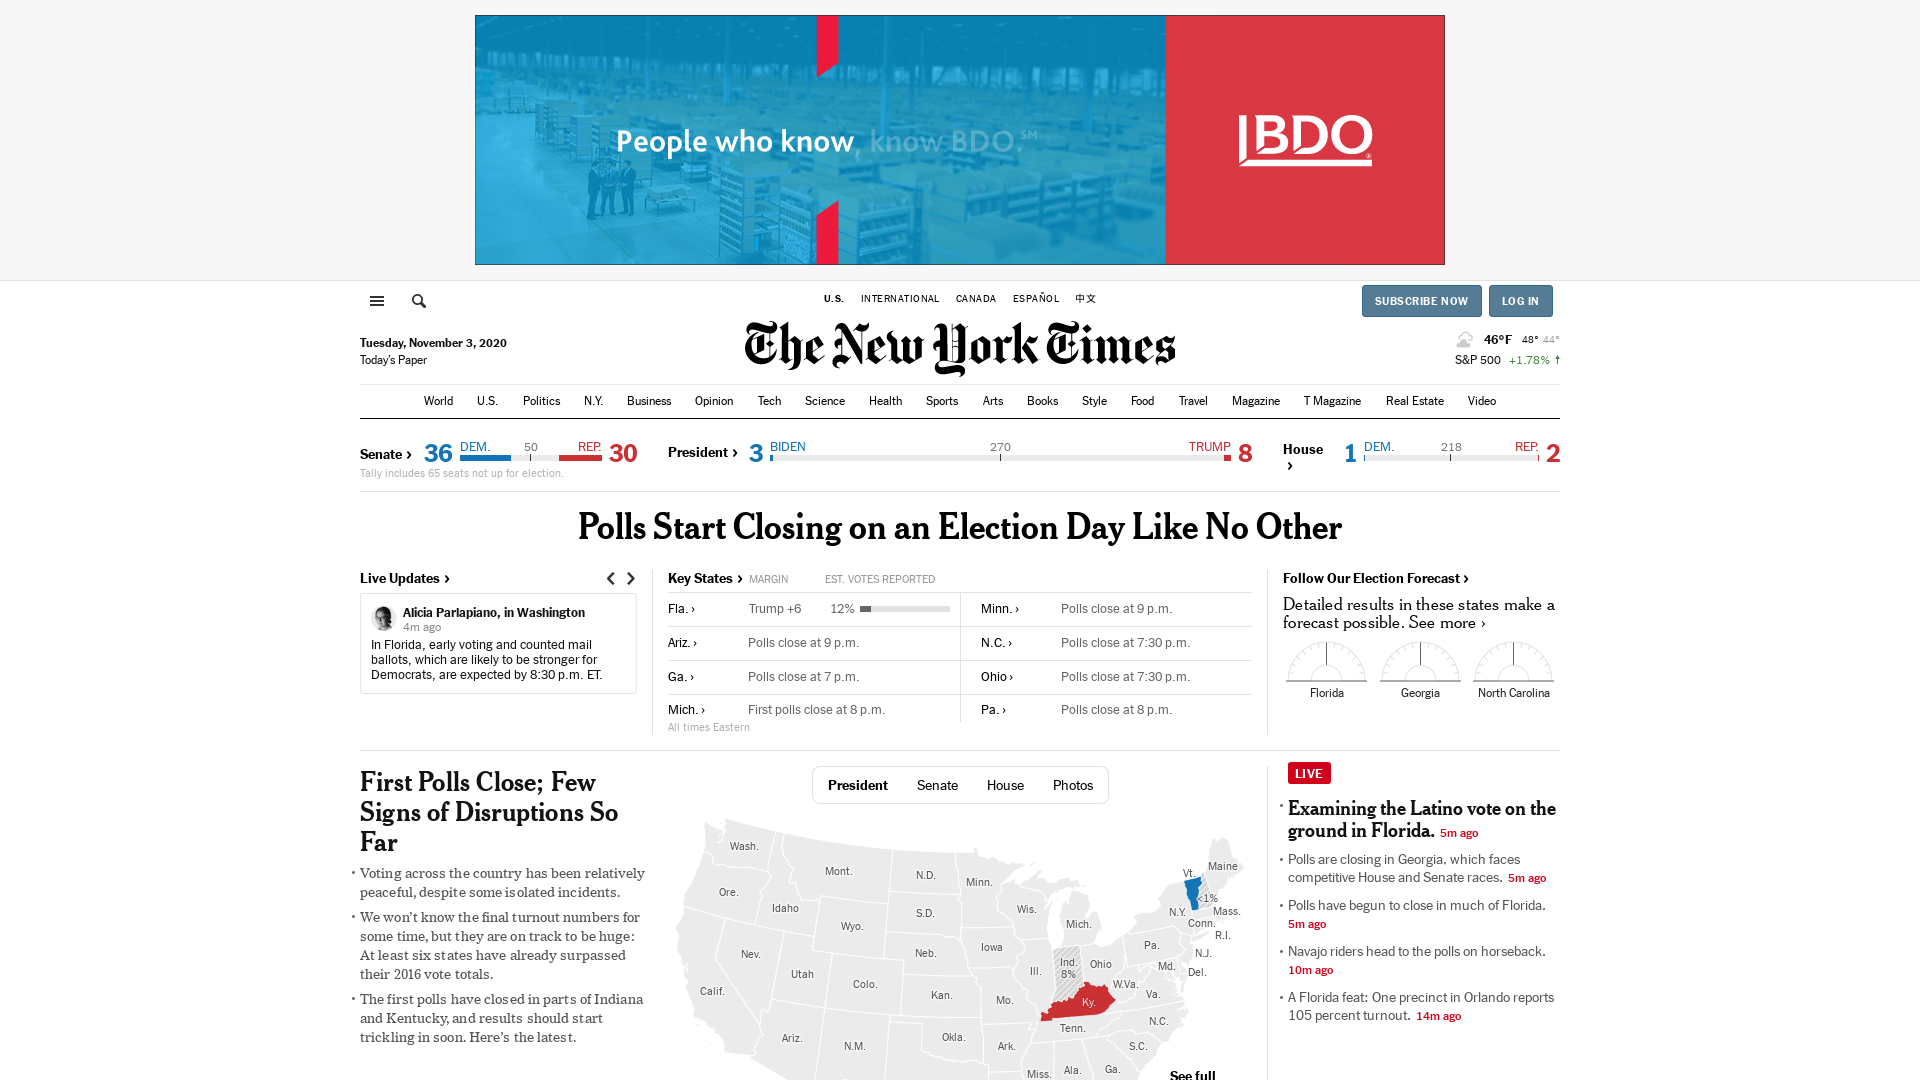 People who know, know BDO.SM
BDO
U.S. INTERNATIONAL CANADA ESPAÑOL 中文
SUBSCRIBE NOW LOG IN
Tuesday, November 3, 2020
Today's Paper
The New York Times
46°F 48° 44°
S&P 500 +1.78% ↑
World U.S. Politics N.Y. Business Opinion Tech Science Health Sports Arts Books Style Food Travel Magazine T Magazine Real Estate Video
Senate › 36 DEM. 50 REP. 30
Tally includes 65 seats not up for election.
President › 3 BIDEN 270 TRUMP 8
House › 1 DEM. 218 REP. 2
Polls Start Closing on an Election Day Like No Other
Live Updates ›
Alicia Parlapiano, in Washington
4m ago
In Florida, early voting and counted mail
ballots, which are likely to be stronger for
Democrats, are expected by 8:30 p.m. ET.
Key States › MARGIN EST. VOTES REPORTED
Fla. › Trump +6 12%
Ariz. › Polls close at 9 p.m.
Ga. › Polls close at 7 p.m.
Mich. › First polls close at 8 p.m.
Minn. › Polls close at 9 p.m.
N.C. › Polls close at 7:30 p.m.
Ohio › Polls close at 7:30 p.m.
Pa. › Polls close at 8 p.m.
All times Eastern
Follow Our Election Forecast ›
Detailed results in these states make a
forecast possible. See more ›
Florida Georgia North Carolina
First Polls Close; Few
Signs of Disruptions So
Far
• Voting across the country has been relatively
peaceful, despite some isolated incidents.
• We won't know the final turnout numbers for
some time, but they are on track to be huge:
At least six states have already surpassed
their 2016 vote totals.
• The first polls have closed in parts of Indiana
and Kentucky, and results should start
trickling in soon. Here's the latest.
President Senate House Photos
Wash.
Mont.
N.D.
Minn.
Vt.
Maine
Ore.
Idaho
S.D.
Wis.
<1%
Wyo.
Mich.
N.Y.
Mass.
Conn.
R.I.
Nev.
Neb.
Iowa
Pa.
N.J.
Utah
Colo.
Ill.
Ind.
8%
Ohio
Md.
Del.
Calif.
Kan.
Mo.
Ky.
W.Va.
Va.
Ariz.
N.M.
Okla.
Ark.
Tenn.
N.C.
S.C.
Miss.
Ala.
Ga.
See full
LIVE
• Examining the Latino vote on the
ground in Florida. 5m ago
• Polls are closing in Georgia, which faces
competitive House and Senate races. 5m ago
• Polls have begun to close in much of Florida.
5m ago
• Navajo riders head to the polls on horseback.
10m ago
• A Florida feat: One precinct in Orlando reports
105 percent turnout. 14m ago